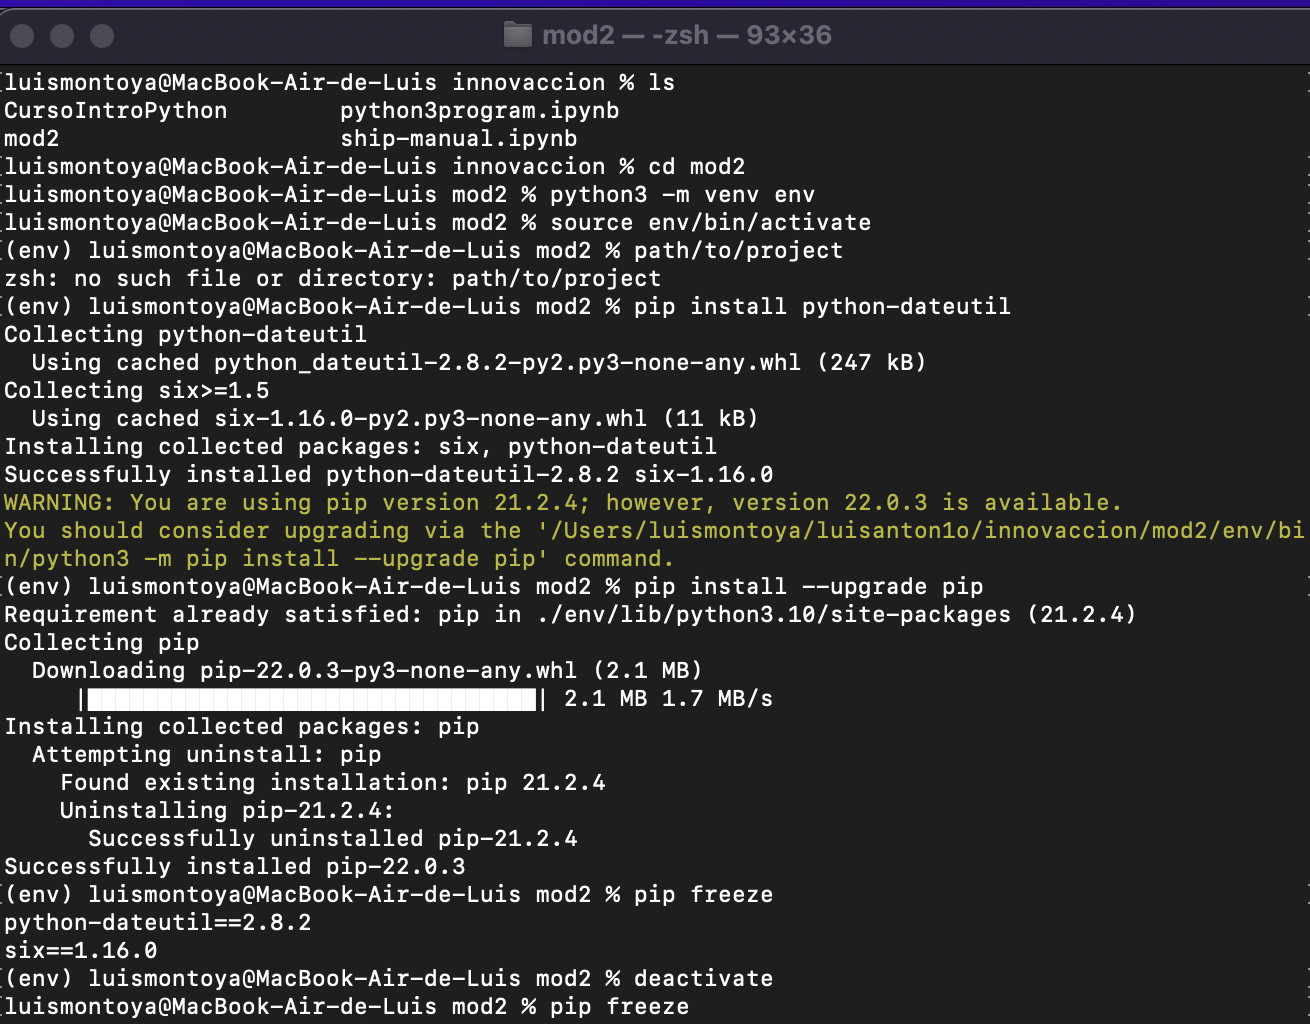 mod2 — -zsh — 93×36
luismontoya@MacBook-Air-de-Luis innovaccion % ls
CursoIntroPython        python3program.ipynb
mod2                    ship-manual.ipynb
luismontoya@MacBook-Air-de-Luis innovaccion % cd mod2
luismontoya@MacBook-Air-de-Luis mod2 % python3 -m venv env
luismontoya@MacBook-Air-de-Luis mod2 % source env/bin/activate
(env) luismontoya@MacBook-Air-de-Luis mod2 % path/to/project
zsh: no such file or directory: path/to/project
(env) luismontoya@MacBook-Air-de-Luis mod2 % pip install python-dateutil
Collecting python-dateutil
  Using cached python_dateutil-2.8.2-py2.py3-none-any.whl (247 kB)
Collecting six>=1.5
  Using cached six-1.16.0-py2.py3-none-any.whl (11 kB)
Installing collected packages: six, python-dateutil
Successfully installed python-dateutil-2.8.2 six-1.16.0
WARNING: You are using pip version 21.2.4; however, version 22.0.3 is available.
You should consider upgrading via the '/Users/luismontoya/luisanton1o/innovaccion/mod2/env/bi
n/python3 -m pip install --upgrade pip' command.
(env) luismontoya@MacBook-Air-de-Luis mod2 % pip install --upgrade pip
Requirement already satisfied: pip in ./env/lib/python3.10/site-packages (21.2.4)
Collecting pip
  Downloading pip-22.0.3-py3-none-any.whl (2.1 MB)
     |████████████████████████████████| 2.1 MB 1.7 MB/s
Installing collected packages: pip
  Attempting uninstall: pip
    Found existing installation: pip 21.2.4
    Uninstalling pip-21.2.4:
      Successfully uninstalled pip-21.2.4
Successfully installed pip-22.0.3
(env) luismontoya@MacBook-Air-de-Luis mod2 % pip freeze
python-dateutil==2.8.2
six==1.16.0
(env) luismontoya@MacBook-Air-de-Luis mod2 % deactivate
luismontoya@MacBook-Air-de-Luis mod2 % pip freeze